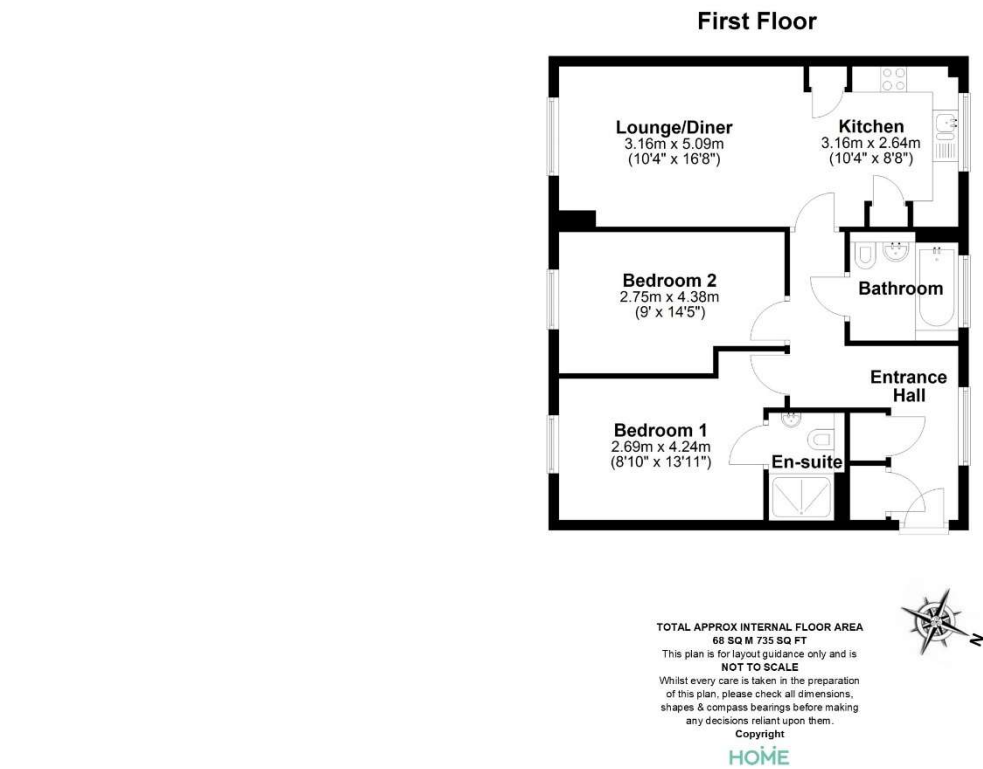 First Floor
Lounge/Diner
3.16m x 5.09m
(10'4" x 16'8")
Kitchen
3.16m x 2.64m
(10'4" x 8'8")
Bedroom 2
2.75m x 4.38m
(9' x 14'5")
Bathroom
Entrance
Hall
Bedroom 1
2.69m x 4.24m
(8'10" x 13'11")
En-suite
N
TOTAL APPROX INTERNAL FLOOR AREA
68 SQ M 735 SQ FT
This plan is for layout guidance only and is
NOT TO SCALE
Whilst every care is taken in the preparation
of this plan, please check all dimensions,
shapes & compass bearings before making
any decisions reliant upon them.
Copyright
HOME